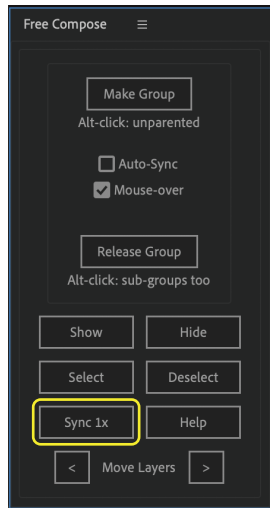 Free Compose
Make Group
Alt-click: unparented
Auto-Sync
Mouse-over
Release Group
Alt-click: sub-groups too
Show Hide
Select Deselect
Sync 1x Help
< Move Layers >